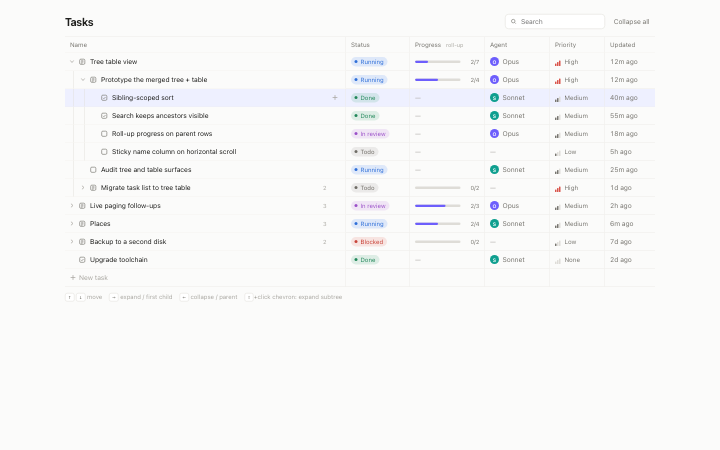 Tasks
Search
Collapse all
Name Status Progress roll-up Agent Priority Updated
Tree table view Running 2/7 O Opus High 12m ago
Prototype the merged tree + table Running 2/4 O Opus High 12m ago
Sibling-scoped sort + Done — S Sonnet Medium 40m ago
Search keeps ancestors visible Done — S Sonnet Medium 55m ago
Roll-up progress on parent rows In review — O Opus Medium 18m ago
Sticky name column on horizontal scroll Todo — — Low 5h ago
Audit tree and table surfaces Running — S Sonnet Medium 25m ago
Migrate task list to tree table 2 Todo 0/2 — High 1d ago
Live paging follow-ups 3 In review 2/3 O Opus Medium 2h ago
Places 3 Running 2/4 S Sonnet Medium 6m ago
Backup to a second disk 2 Blocked 0/2 — Low 7d ago
Upgrade toolchain Done — S Sonnet None 2d ago
+ New task
↑ ↓ move → expand / first child ← collapse / parent +click chevron: expand subtree